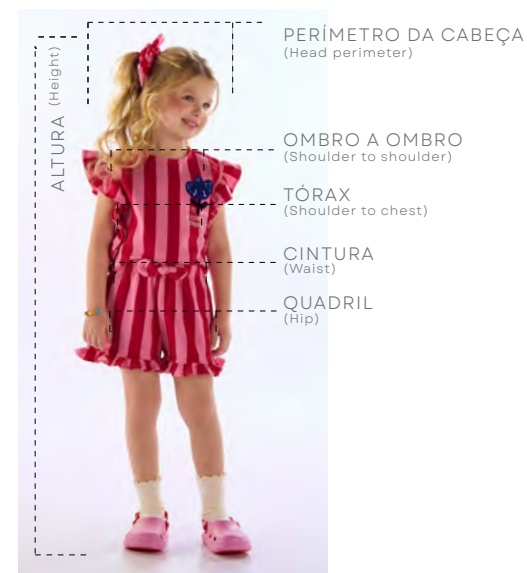 PERÍMETRO DA CABEÇA
(Head perimeter)
ALTURA (Height)
OMBRO A OMBRO
(Shoulder to shoulder)
TÓRAX
(Shoulder to chest)
CINTURA
(Waist)
QUADRIL
(Hip)